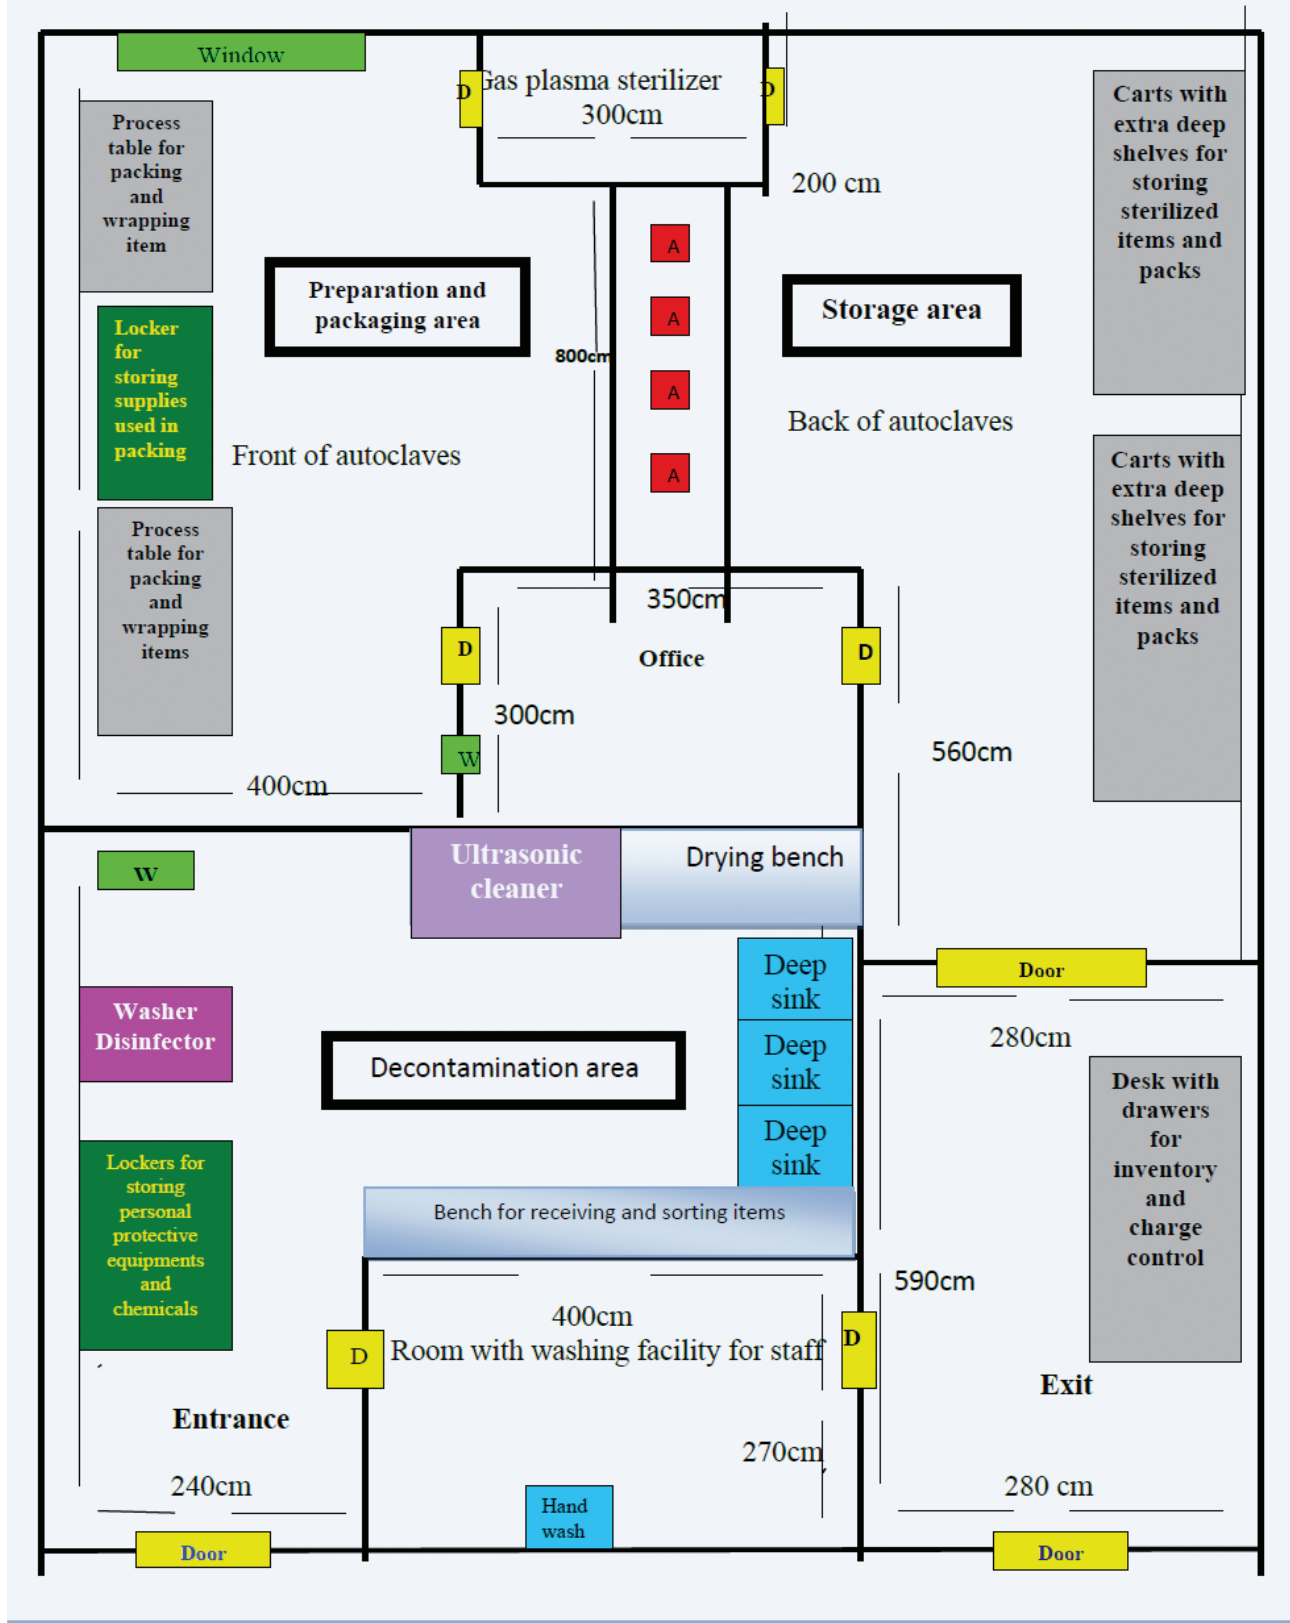 Window
D
Gas plasma sterilizer
300cm
D
Carts with
extra deep
shelves for
storing
sterilized
items and
packs
Process
table for
packing
and
wrapping
item
200 cm
A
A
A
A
Preparation and
packaging area
Storage area
Locker
for
storing
supplies
used in
packing
800cm
Front of autoclaves
Back of autoclaves
Carts with
extra deep
shelves for
storing
sterilized
items and
packs
Process
table for
packing
and
wrapping
items
350cm
D
Office
D
300cm
W
560cm
400cm
W
Ultrasonic
cleaner
Drying bench
Deep
sink
Deep
sink
Deep
sink
Door
280cm
Washer
Disinfector
Decontamination area
Desk with
drawers
for
inventory
and
charge
control
Lockers for
storing
personal
protective
equipments
and
chemicals
Bench for receiving and sorting items
590cm
400cm
D
Room with washing facility for staff
D
Exit
Entrance
270cm
240cm
280 cm
Hand
wash
Door
Door